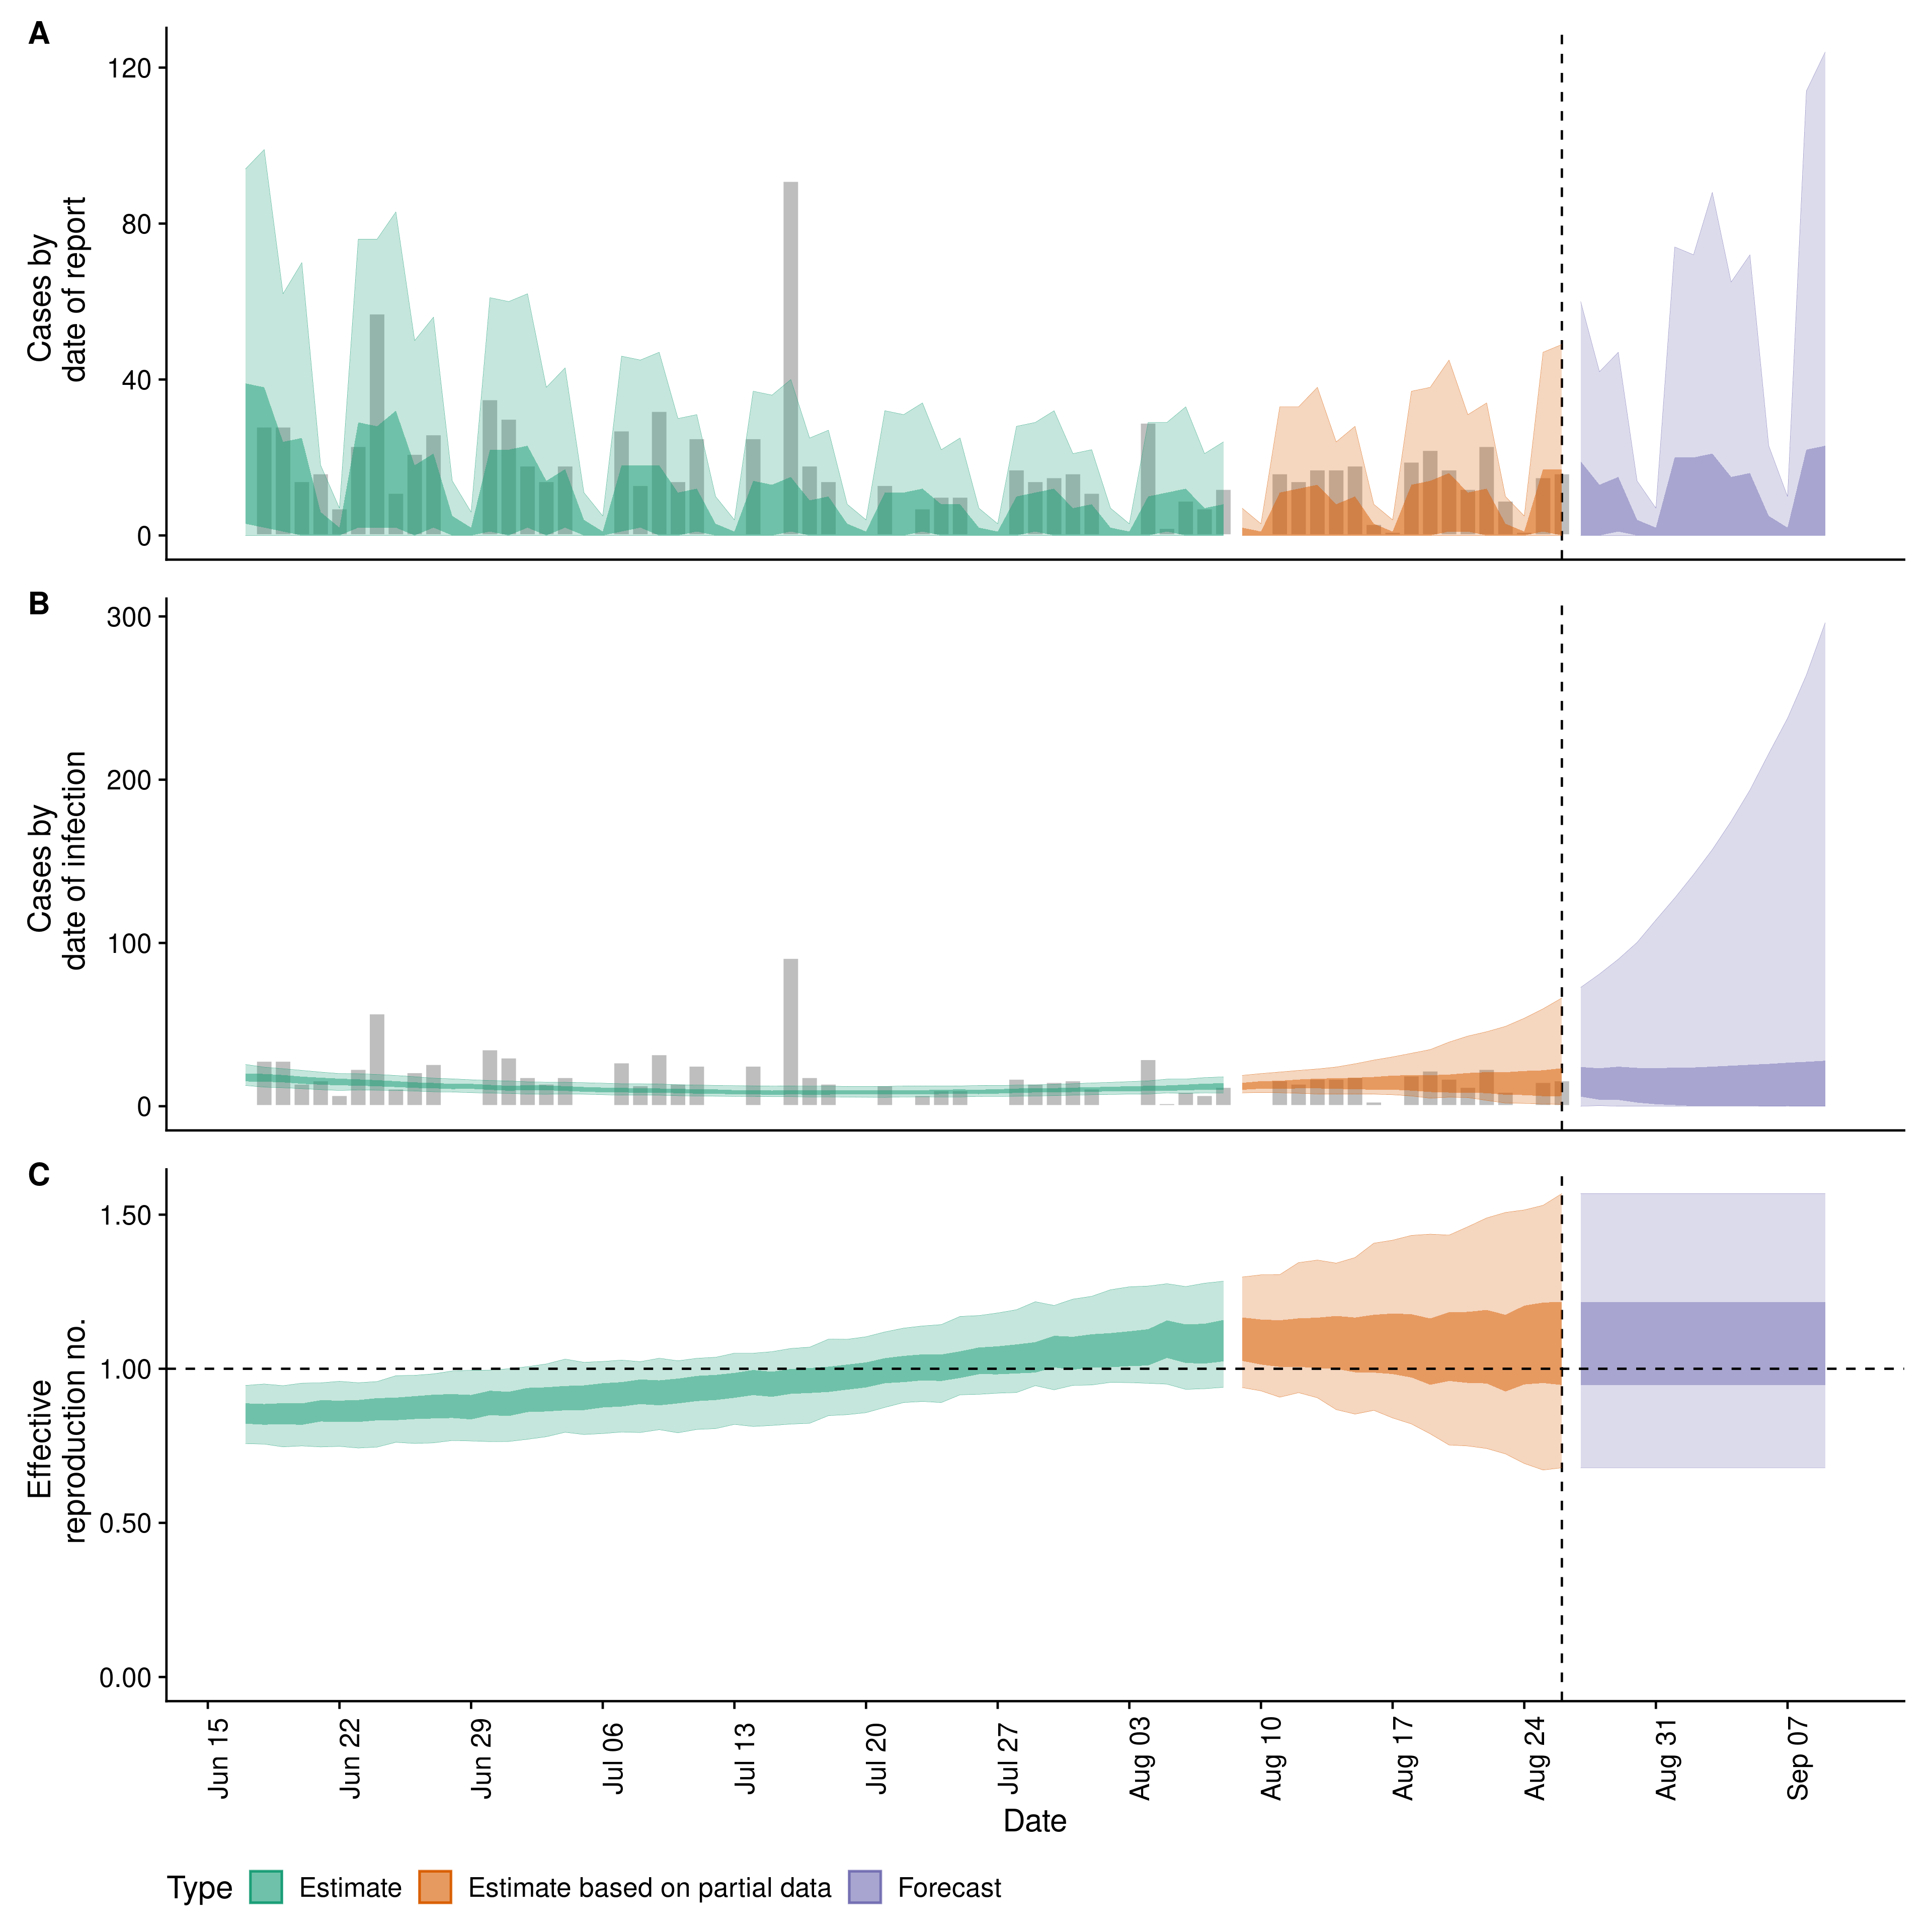 A
120
80
40
0
Cases by
date of report
B
300
200
100
0
Cases by
date of infection
C
1.50
1.00
0.50
0.00
Effective
reproduction no.
Jun 15
Jun 22
Jun 29
Jul 06
Jul 13
Jul 20
Jul 27
Aug 03
Aug 10
Aug 17
Aug 24
Aug 31
Sep 07
Date
Type Estimate Estimate based on partial data Forecast